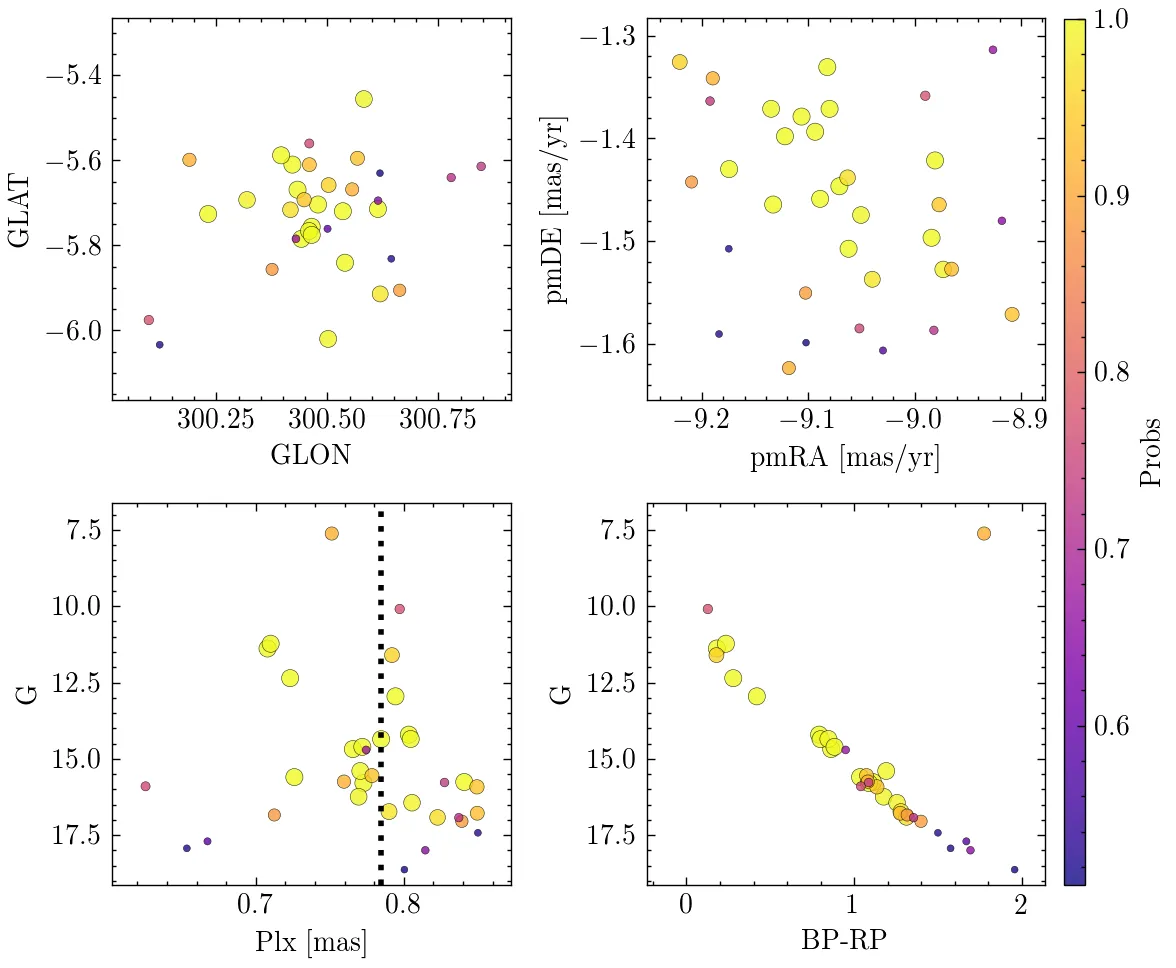 −5.4
−5.6
−5.8
−6.0
GLAT
300.25 300.50 300.75
GLON
−1.3
−1.4
−1.5
−1.6
pmDE [mas/yr]
−9.2 −9.1 −9.0 −8.9
pmRA [mas/yr]
7.5
10.0
12.5
15.0
17.5
G
0.7 0.8
Plx [mas]
7.5
10.0
12.5
15.0
17.5
G
0 1 2
BP-RP
1.0
0.9
0.8
0.7
0.6
Probs